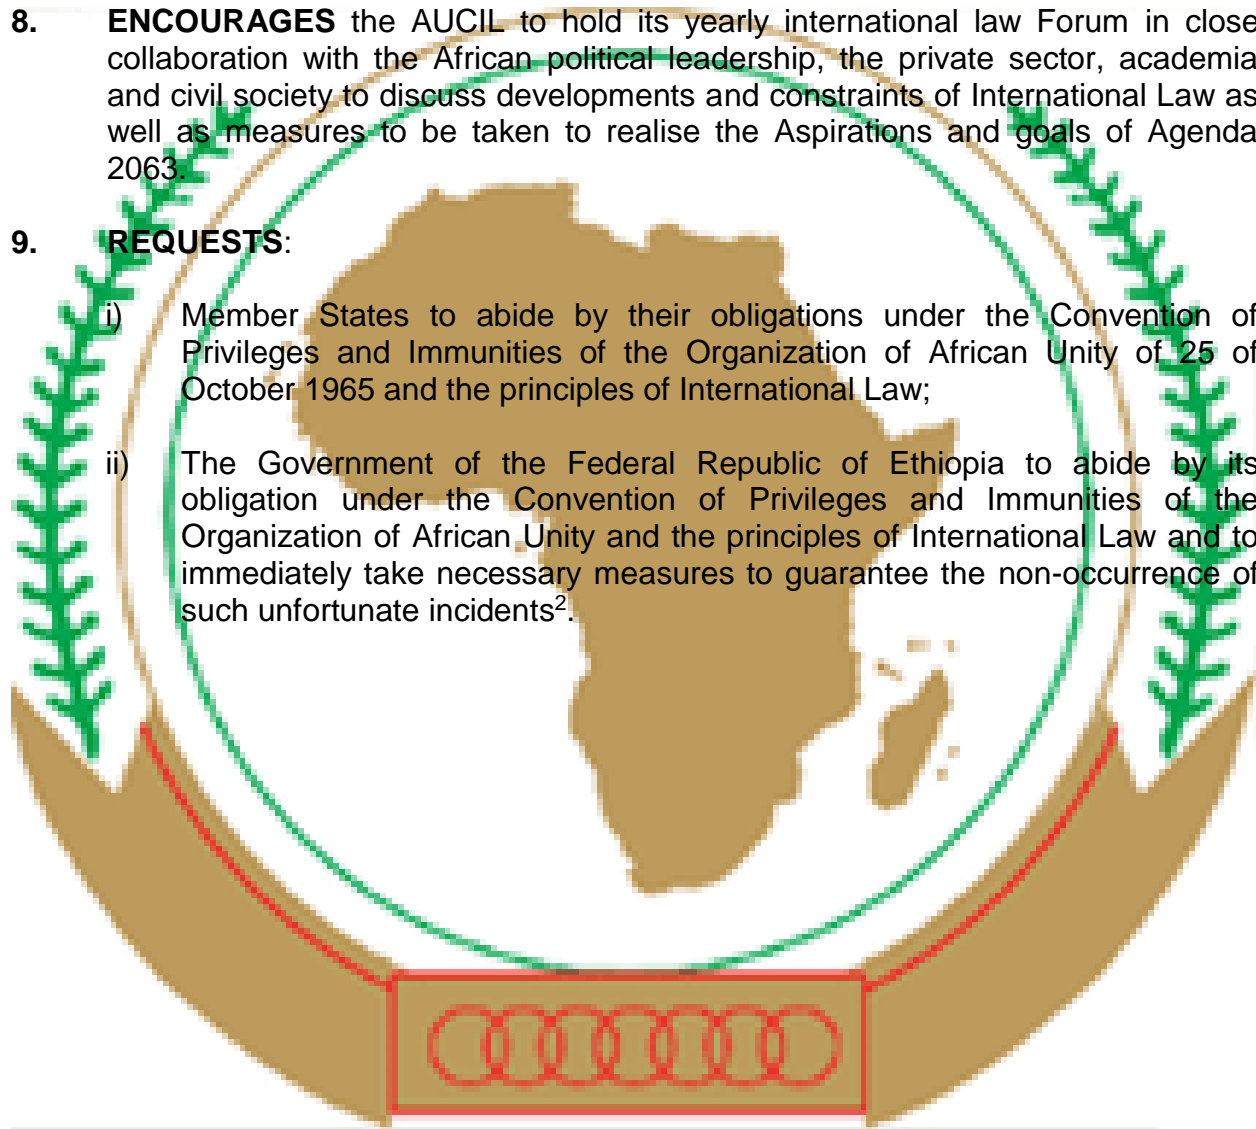 8. ENCOURAGES the AUCIL to hold its yearly international law Forum in close
collaboration with the African political leadership, the private sector, academia
and civil society to discuss developments and constraints of International Law as
well as measures to be taken to realise the Aspirations and goals of Agenda
2063.
9. REQUESTS:
i) Member States to abide by their obligations under the Convention of
Privileges and Immunities of the Organization of African Unity of 25 of
October 1965 and the principles of International Law;
ii) The Government of the Federal Republic of Ethiopia to abide by its
obligation under the Convention of Privileges and Immunities of the
Organization of African Unity and the principles of International Law and to
immediately take necessary measures to guarantee the non-occurrence of
such unfortunate incidents².